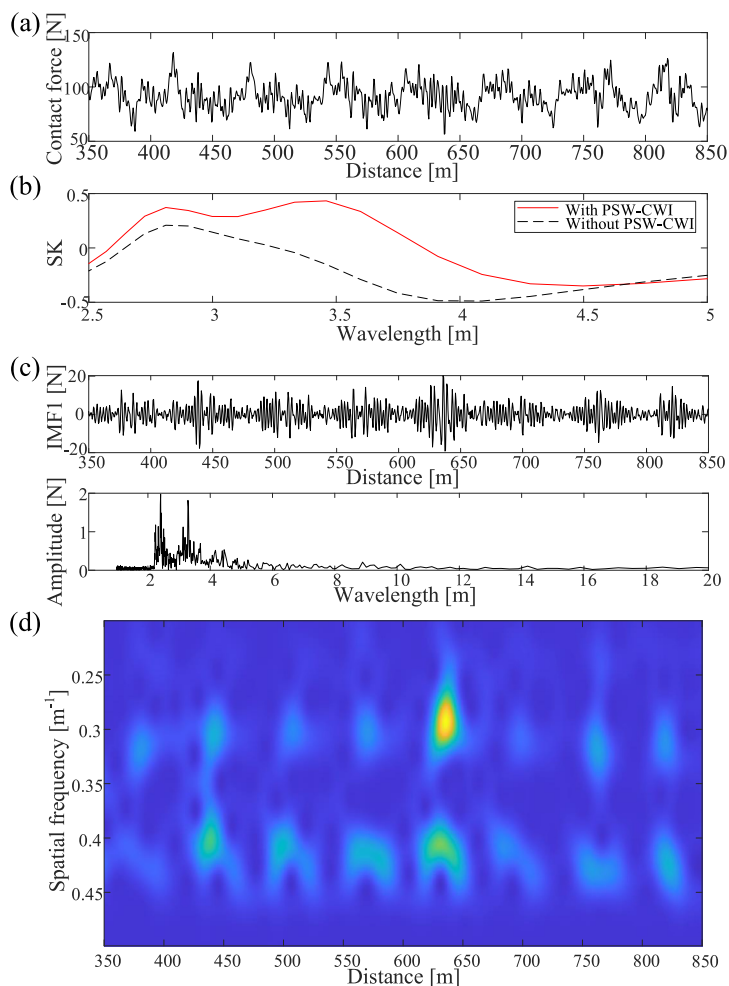 (a)
150
100
50
Contact force [N]
350 400 450 500 550 600 650 700 750 800 850
Distance [m]
(b)
0.5
0
-0.5
SK
With PSW-CWI
Without PSW-CWI
2.5 3 3.5 4 4.5 5
Wavelength [m]
(c)
20
0
-20
IMF1 [N]
350 400 450 500 550 600 650 700 750 800 850
Distance [m]
2
1
0
Amplitude [N]
2 4 6 8 10 12 14 16 18 20
Wavelength [m]
(d)
0.25
0.3
0.35
0.4
0.45
Spatial frequency [m-1]
350 400 450 500 550 600 650 700 750 800 850
Distance [m]